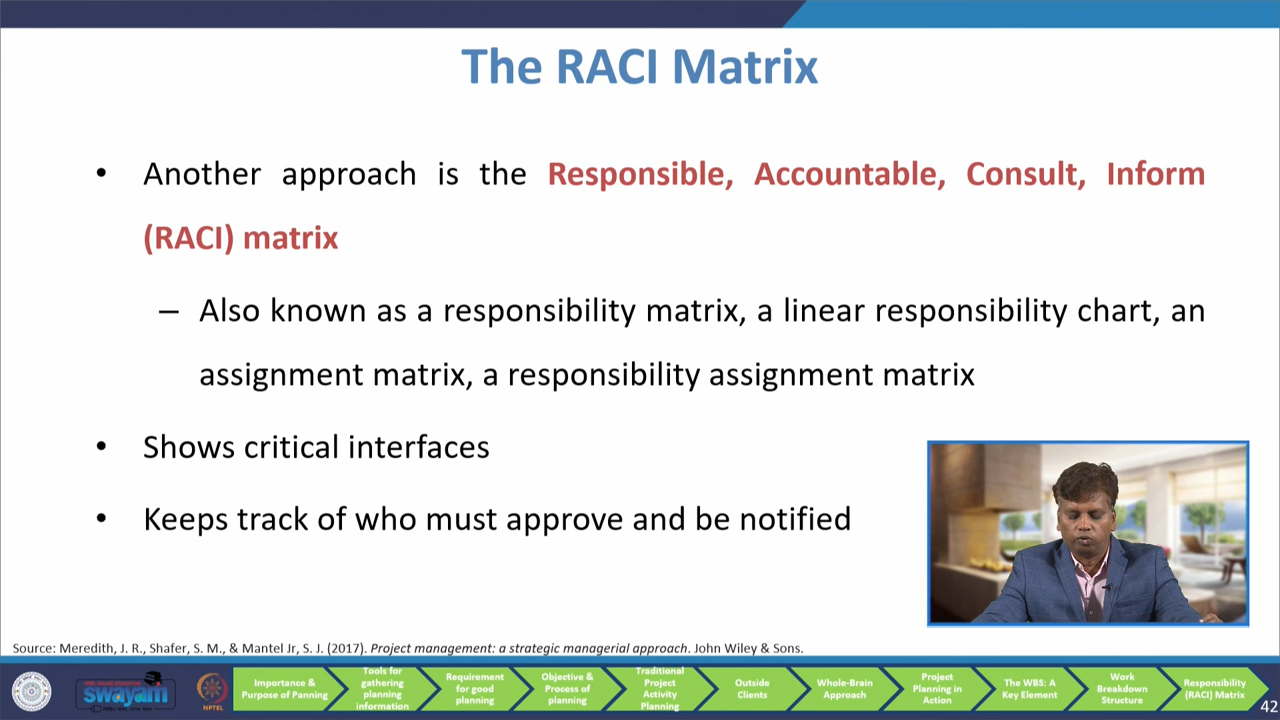 The RACI Matrix
• Another approach is the Responsible, Accountable, Consult, Inform
(RACI) matrix
– Also known as a responsibility matrix, a linear responsibility chart, an
assignment matrix, a responsibility assignment matrix
• Shows critical interfaces
• Keeps track of who must approve and be notified
Source: Meredith, J. R., Shafer, S. M., & Mantel Jr, S. J. (2017). Project management: a strategic managerial approach. John Wiley & Sons.
swayam
NPTEL
Importance &
Purpose of Panning
Tools for
gathering
planning
information
Requirement
for good
planning
Objective &
Process of
planning
Traditional
Project
Activity
Planning
Outside
Clients
Whole-Brain
Approach
Project
Planning in
Action
The WBS: A
Key Element
Work
Breakdown
Structure
Responsibility
(RACI) Matrix
42